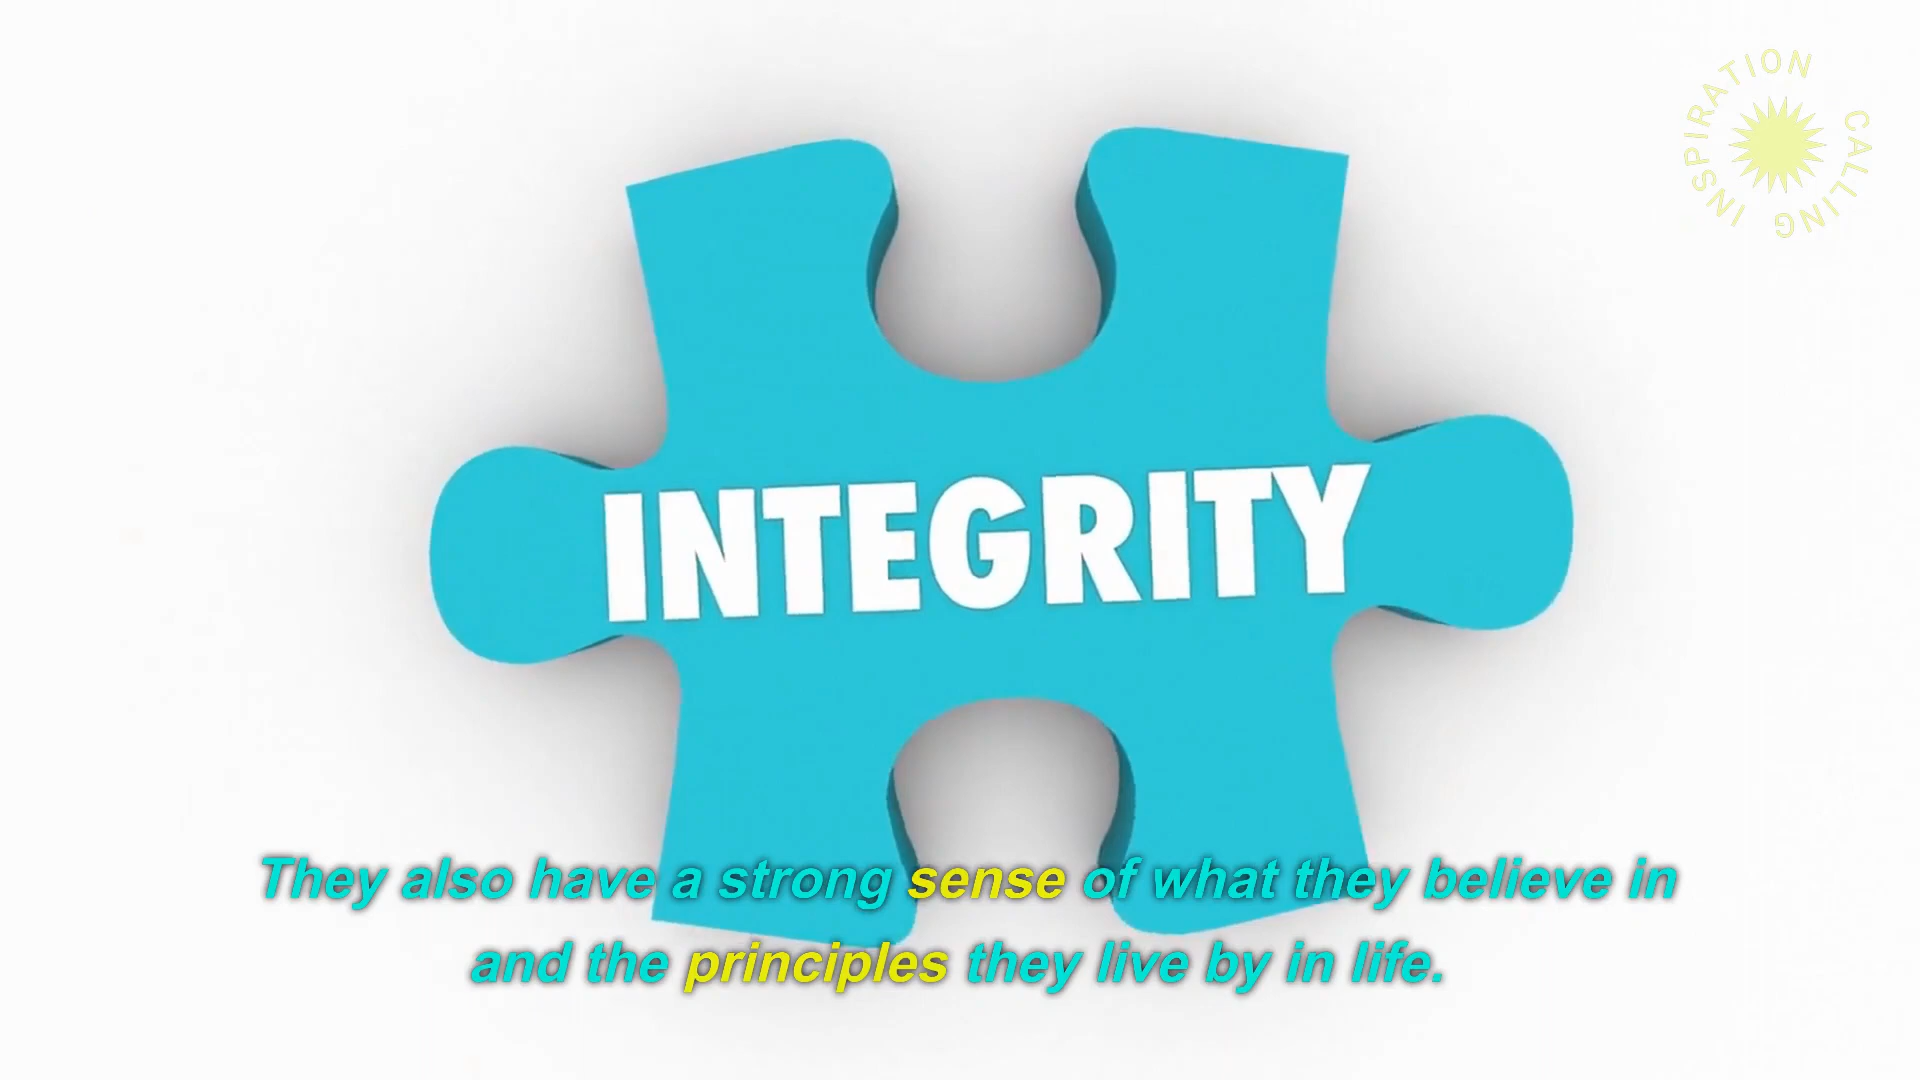 INSPIRATION CALLING
INTEGRITY
They also have a strong sense of what they believe in
and the principles they live by in life.